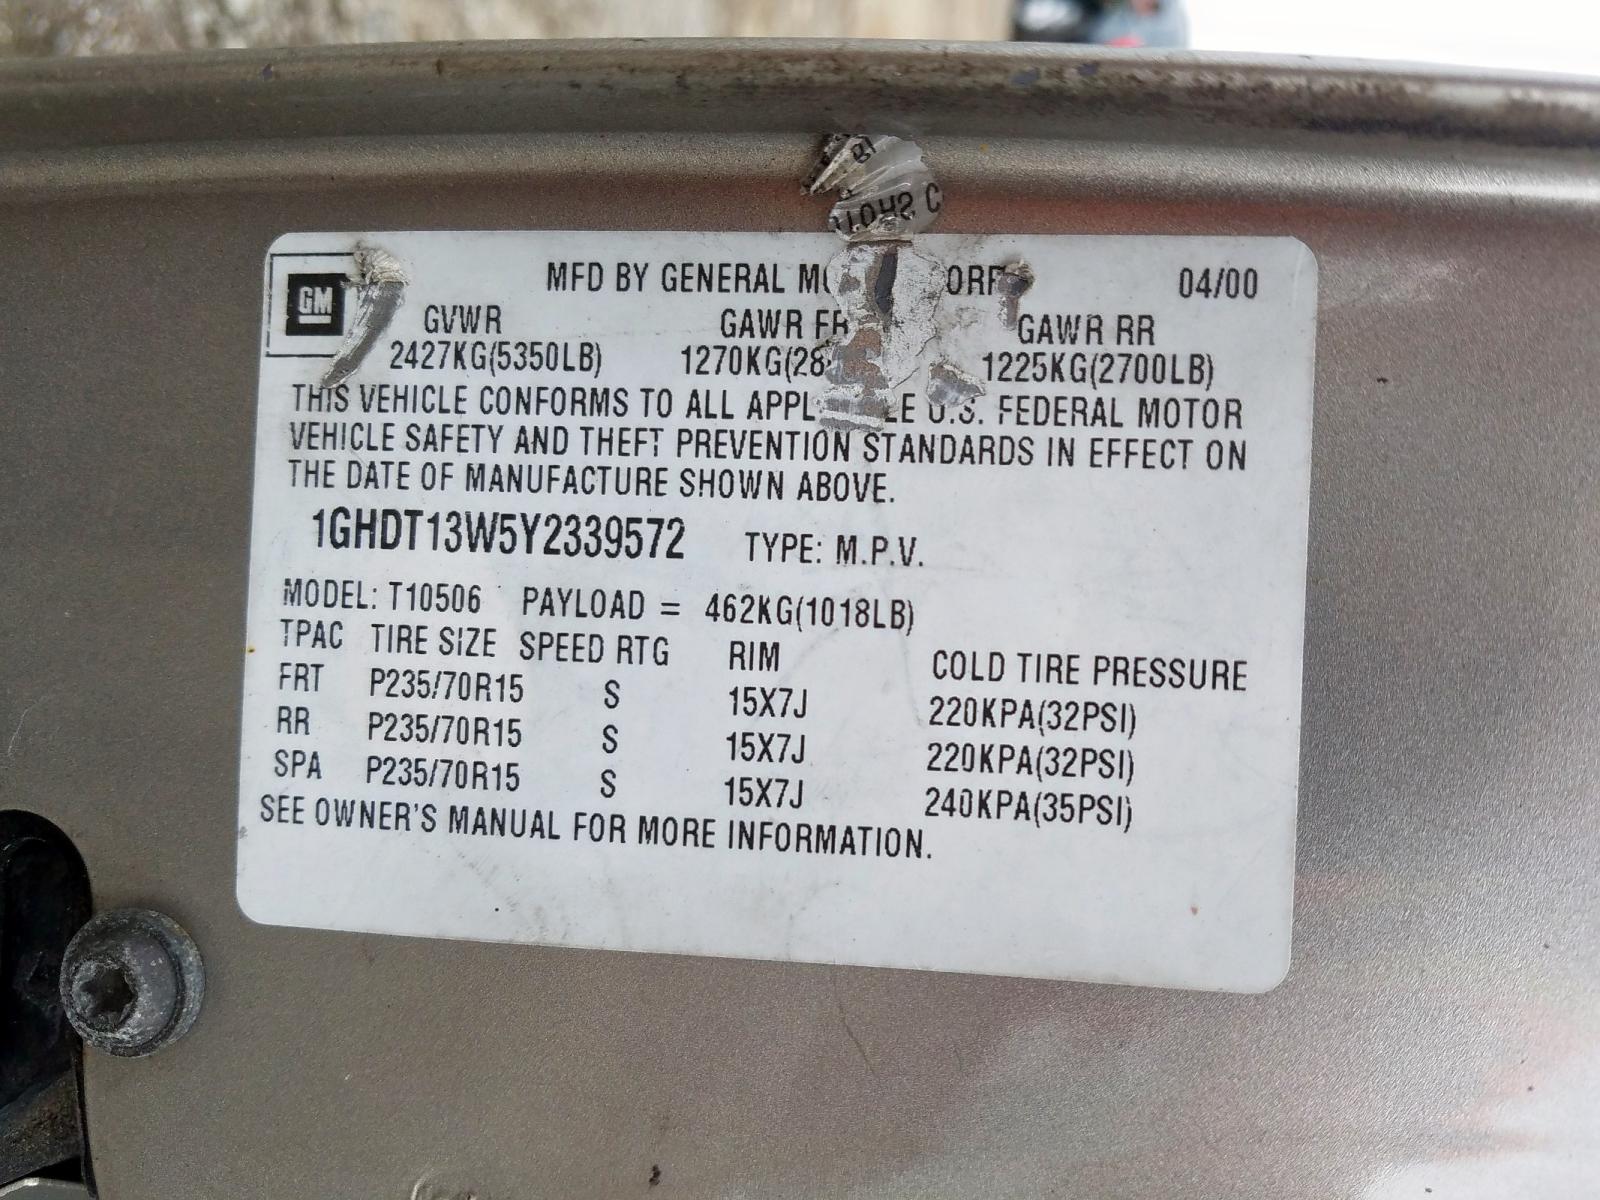 GM
MFD BY GENERAL 04/00
GVWR GAWR GAWR RR
2427KG(5350LB) 1270KG(28 1225KG(2700LB)
THIS VEHICLE CONFORMS TO ALL U.S. FEDERAL MOTOR
VEHICLE SAFETY AND THEFT PREVENTION STANDARDS IN EFFECT ON
THE DATE OF MANUFACTURE SHOWN ABOVE.
1GHDT13W5Y2339572 TYPE: M.P.V.
MODEL: T10506 PAYLOAD = 462KG(1018LB)
TPAC TIRE SIZE SPEED RTG RIM COLD TIRE PRESSURE
FRT P235/70R15 S 15X7J 220KPA(32PSI)
RR P235/70R15 S 15X7J 220KPA(32PSI)
SPA P235/70R15 S 15X7J 240KPA(35PSI)
SEE OWNER'S MANUAL FOR MORE INFORMATION.